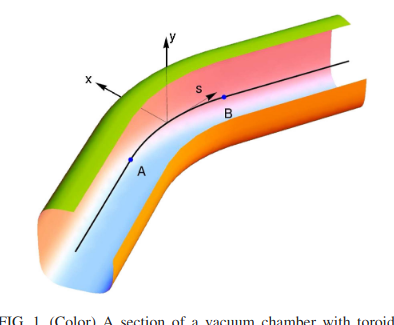 y
x
s
B
A
FIG. 1. (Color) A section of a vacuum chamber with toroid